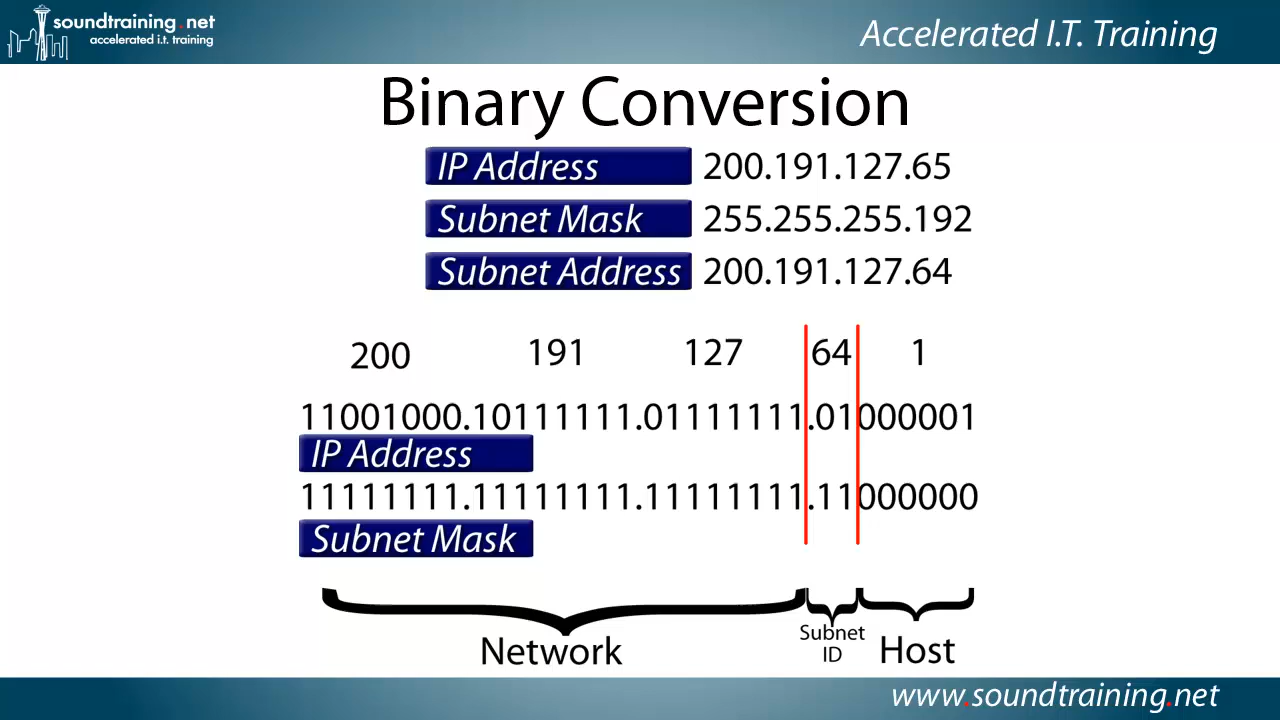 soundtraining.net
accelerated i.t. training
Accelerated I.T. Training
Binary Conversion
IP Address 200.191.127.65
Subnet Mask 255.255.255.192
Subnet Address 200.191.127.64
200 191 127 64 1
11001000.10111111.01111111.01000001
IP Address
11111111.11111111.11111111.11000000
Subnet Mask
Network
Subnet
ID
Host
www.soundtraining.net